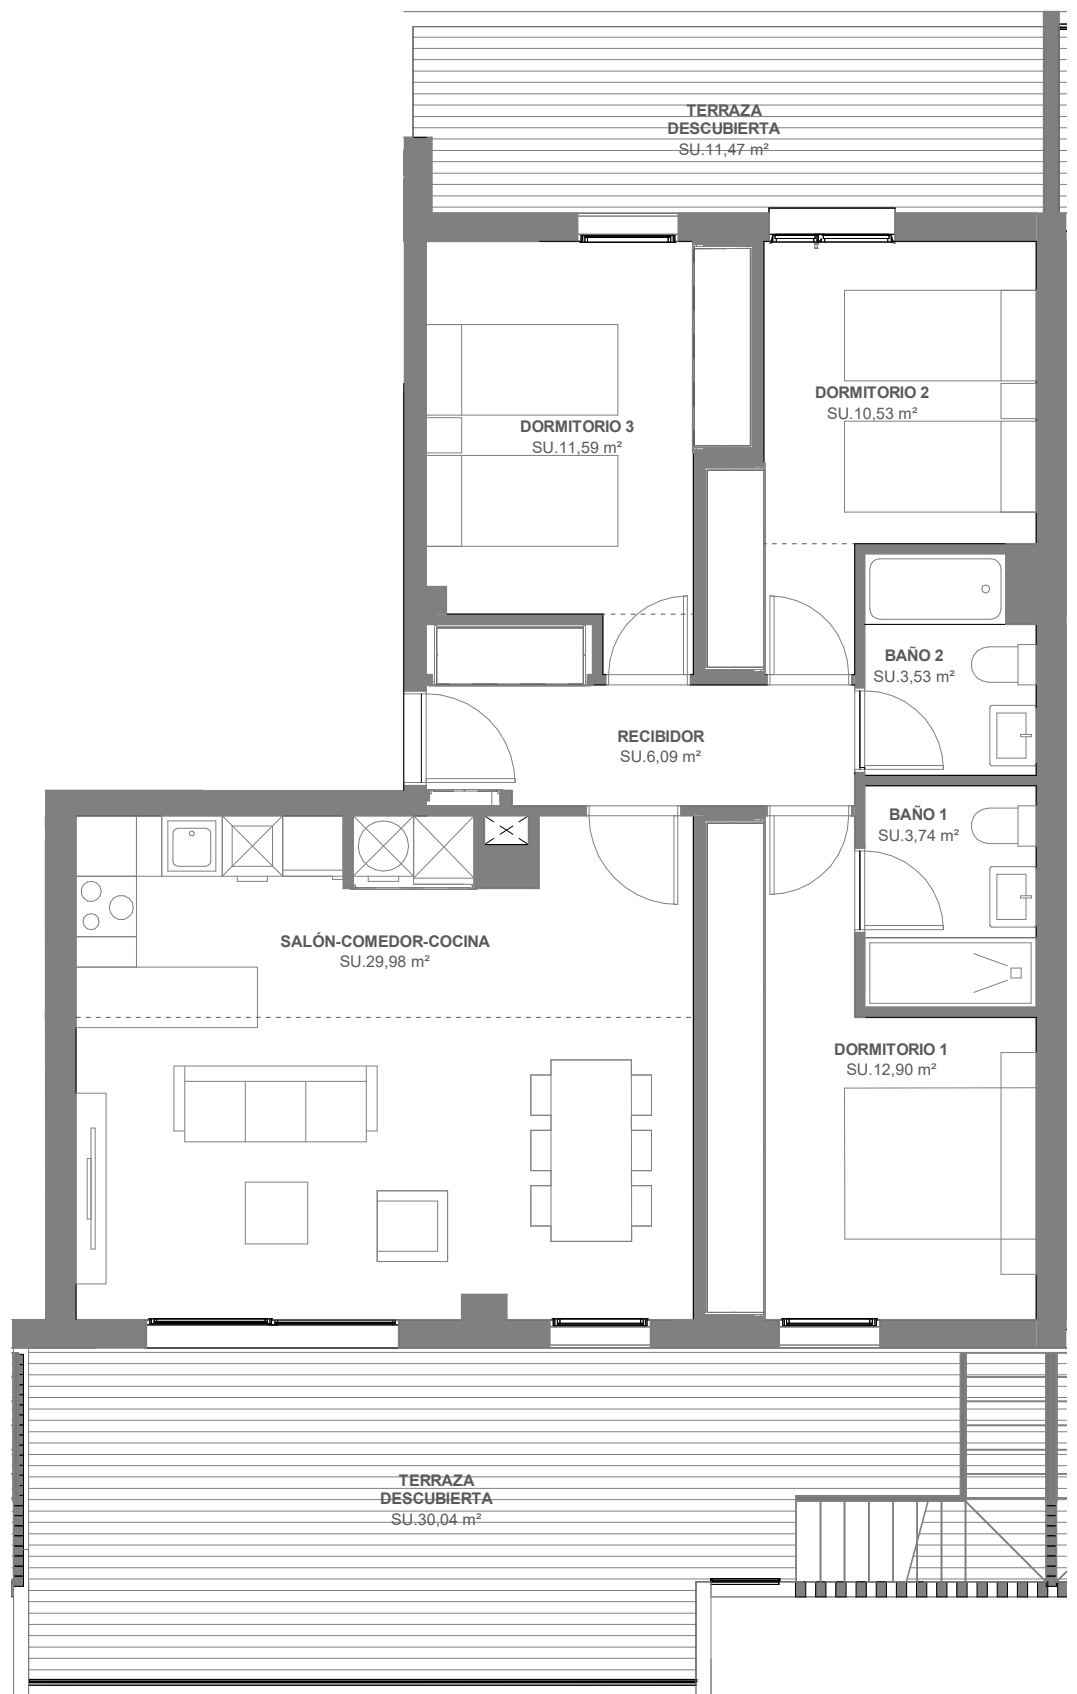 TERRAZA
DESCUBIERTA
SU.11,47 m²
DORMITORIO 2
SU.10,53 m²
DORMITORIO 3
SU.11,59 m²
BAÑO 2
SU.3,53 m²
RECIBIDOR
SU.6,09 m²
BAÑO 1
SU.3,74 m²
SALÓN-COMEDOR-COCINA
SU.29,98 m²
DORMITORIO 1
SU.12,90 m²
TERRAZA
DESCUBIERTA
SU.30,04 m²